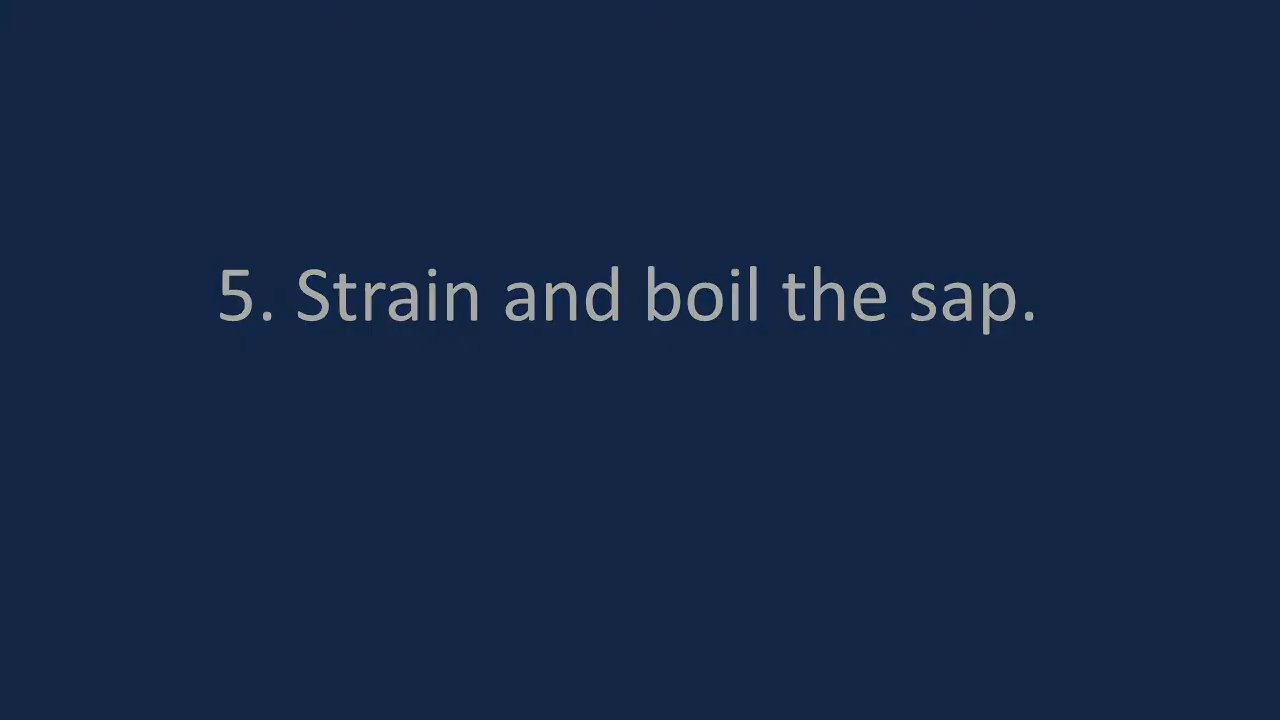 5. Strain and boil the sap.